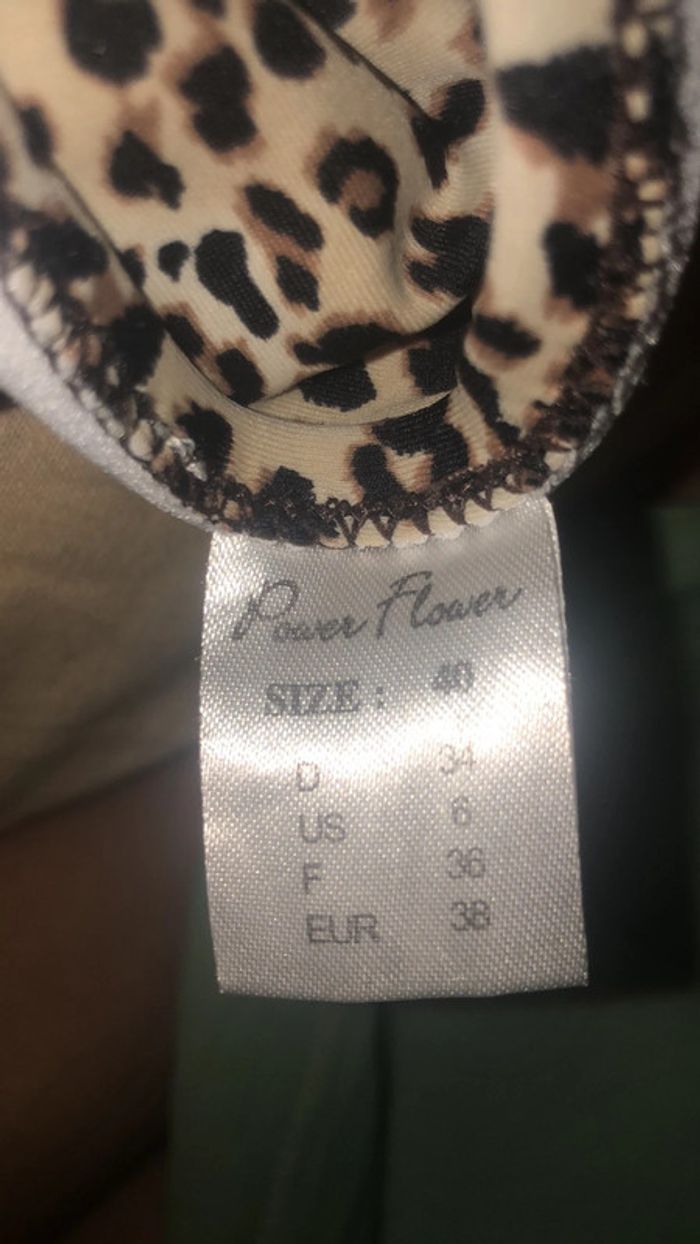 Power Flower
SIZE : 40
D 34
US 6
F 36
EUR 38